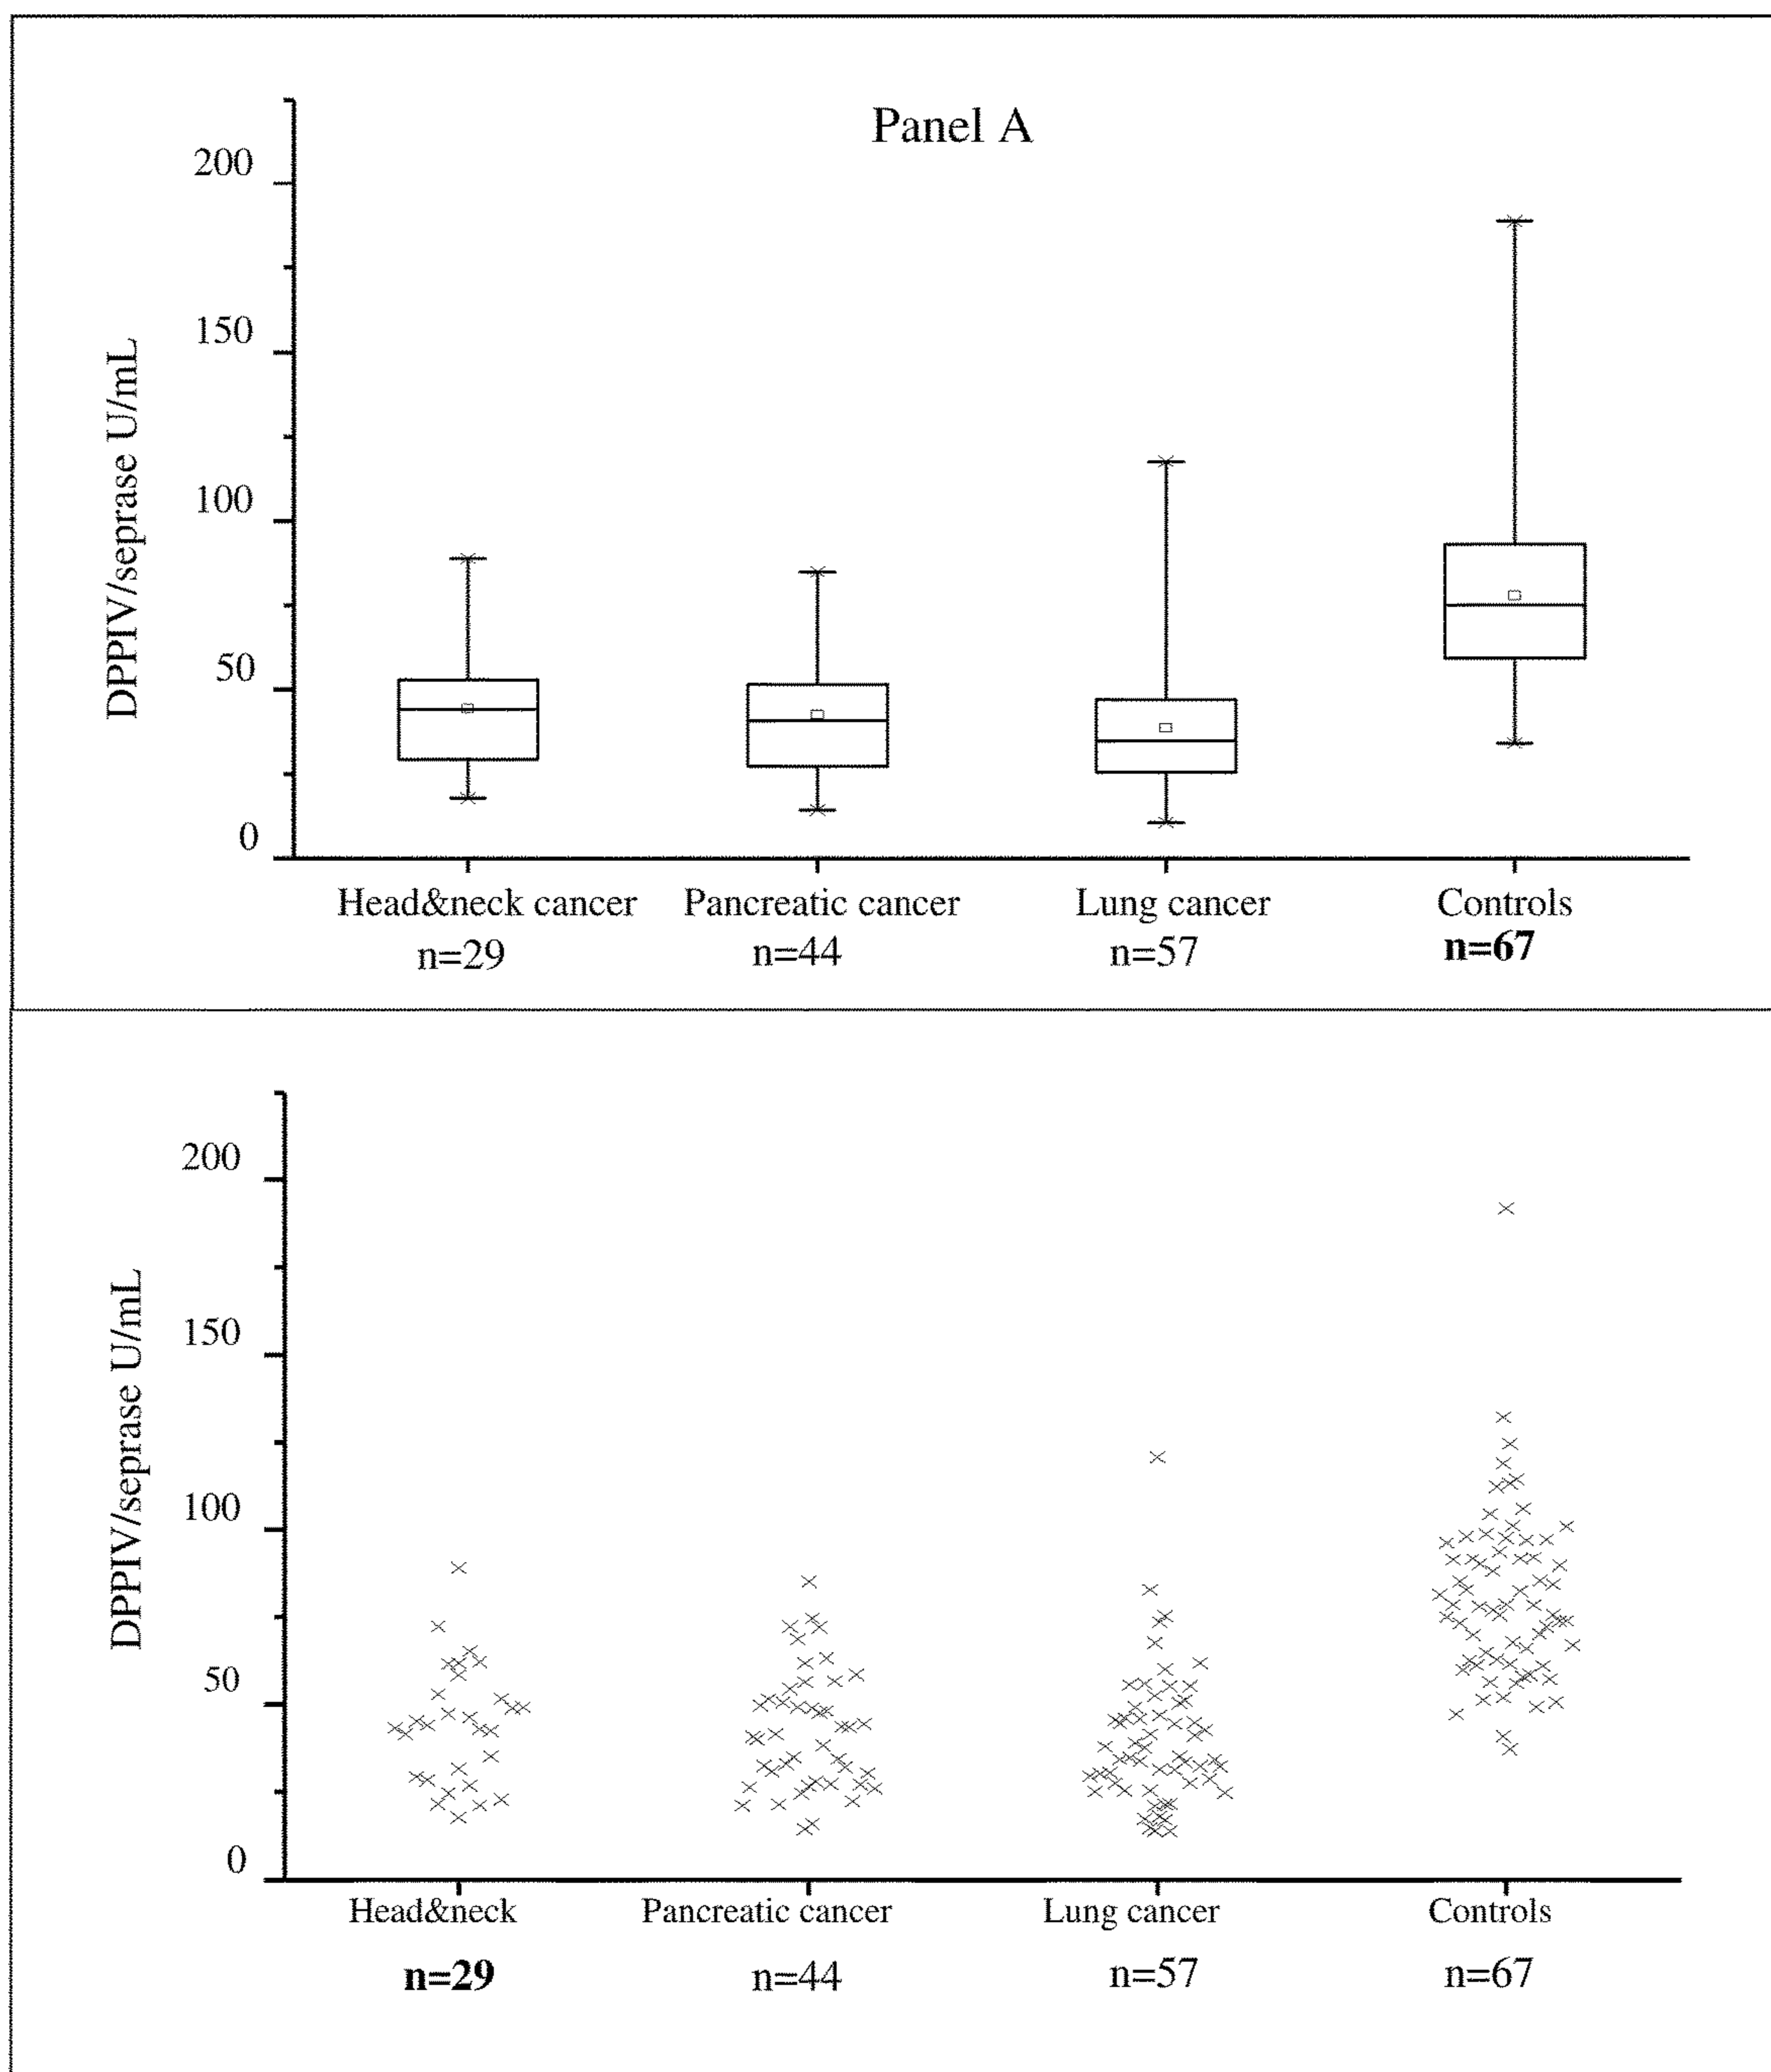 Panel A
200
150
100
50
0
DPPIV/seprase U/mL
Head&neck cancer Pancreatic cancer Lung cancer Controls
n=29 n=44 n=57 n=67
200
150
100
50
0
DPPIV/seprase U/mL
Head&neck Pancreatic cancer Lung cancer Controls
n=29 n=44 n=57 n=67